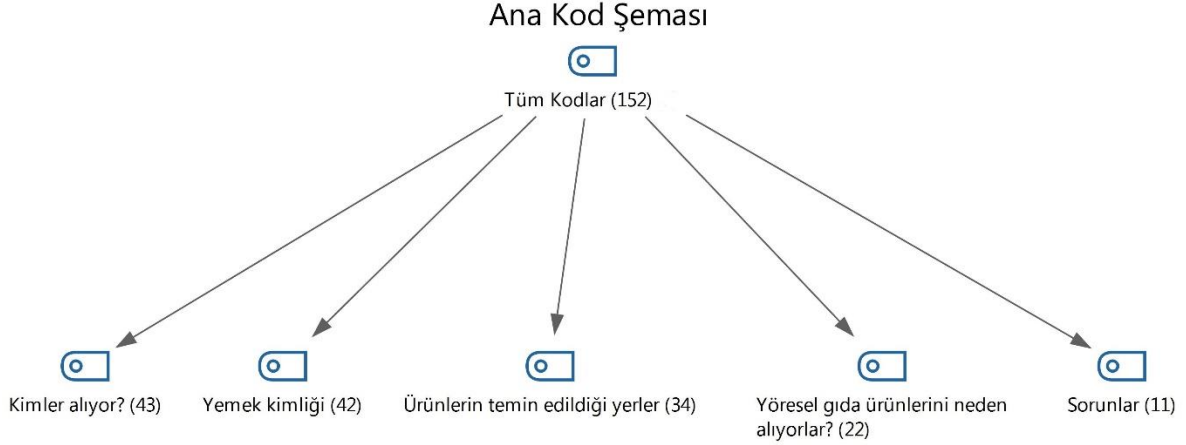 Ana Kod Şeması
Tüm Kodlar (152)
Kimler alıyor? (43)
Yemek kimliği (42)
Ürünlerin temin edildiği yerler (34)
Yöresel gıda ürünlerini neden
alıyorlar? (22)
Sorunlar (11)